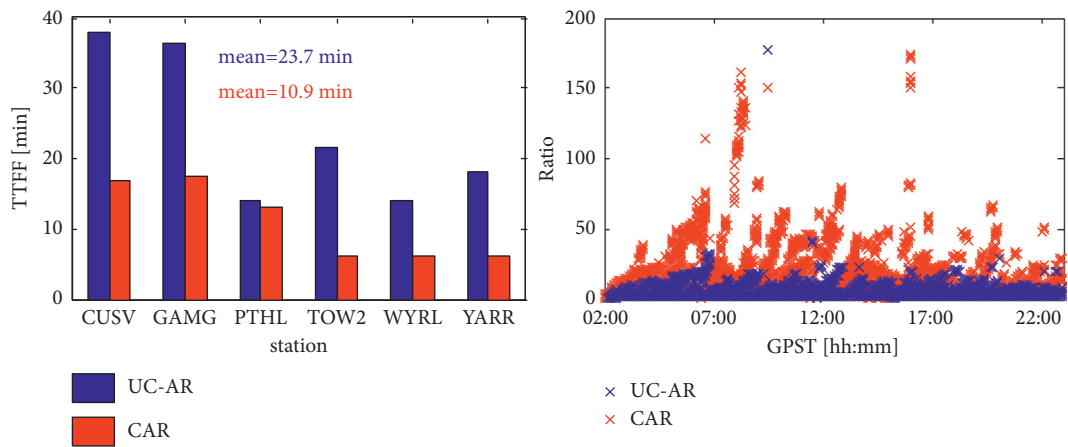 40
30
20
10
0
TTFF [min]
mean=23.7 min
mean=10.9 min
CUSV GAMG PTHL TOW2 WYRL YARR
station
UC-AR
CAR
200
150
100
50
0
Ratio
02:00 07:00 12:00 17:00 22:00
GPST [hh:mm]
UC-AR
CAR